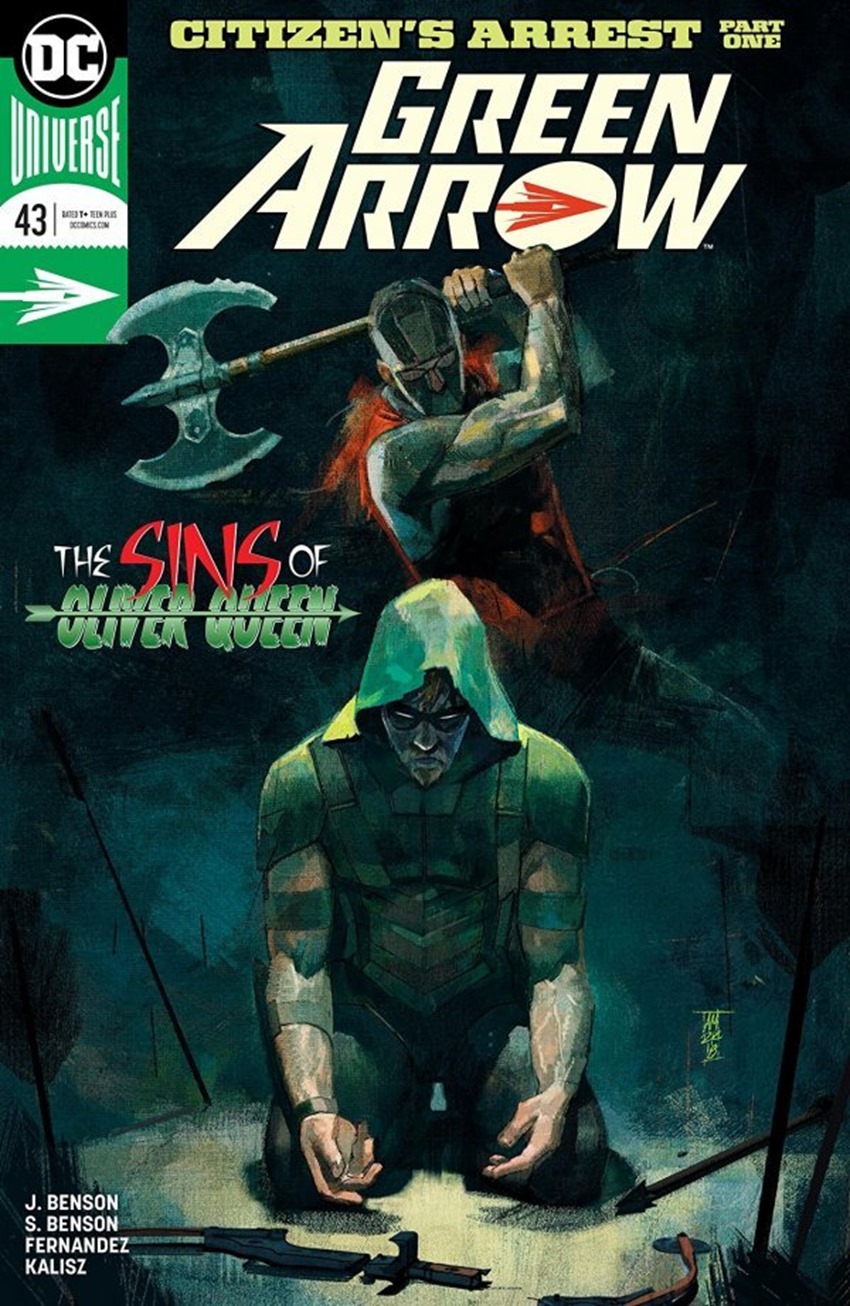 DC
UNIVERSE
43
RATED T+ TEEN PLUS
DCCOMICS.COM
CITIZEN'S ARREST PART ONE
GREEN
ARROW
TM
THE SINS OF
OLIVER QUEEN
J. BENSON
S. BENSON
FERNANDEZ
KALISZ